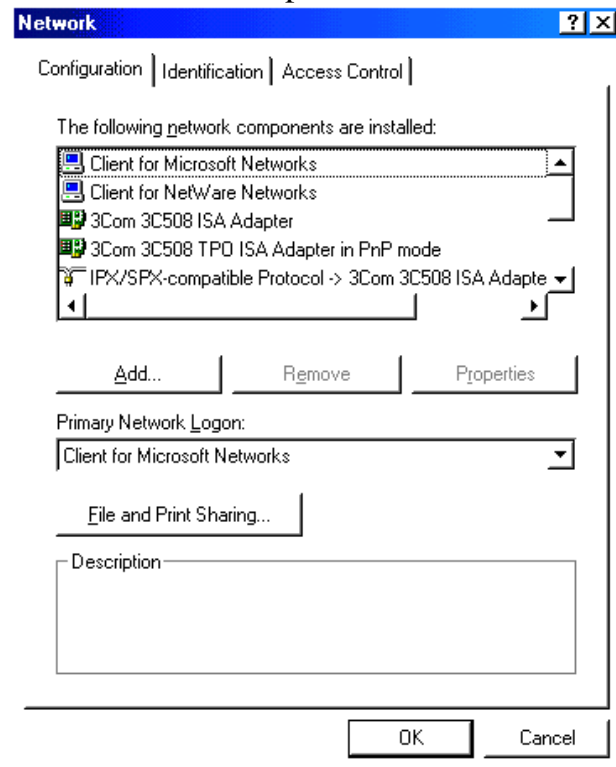 Network
Configuration Identification Access Control
The following network components are installed:
Client for Microsoft Networks
Client for NetWare Networks
3Com 3C508 ISA Adapter
3Com 3C508 TPO ISA Adapter in PnP mode
IPX/SPX-compatible Protocol -> 3Com 3C508 ISA Adapte
Add... Remove Properties
Primary Network Logon:
Client for Microsoft Networks
File and Print Sharing...
Description
OK Cancel